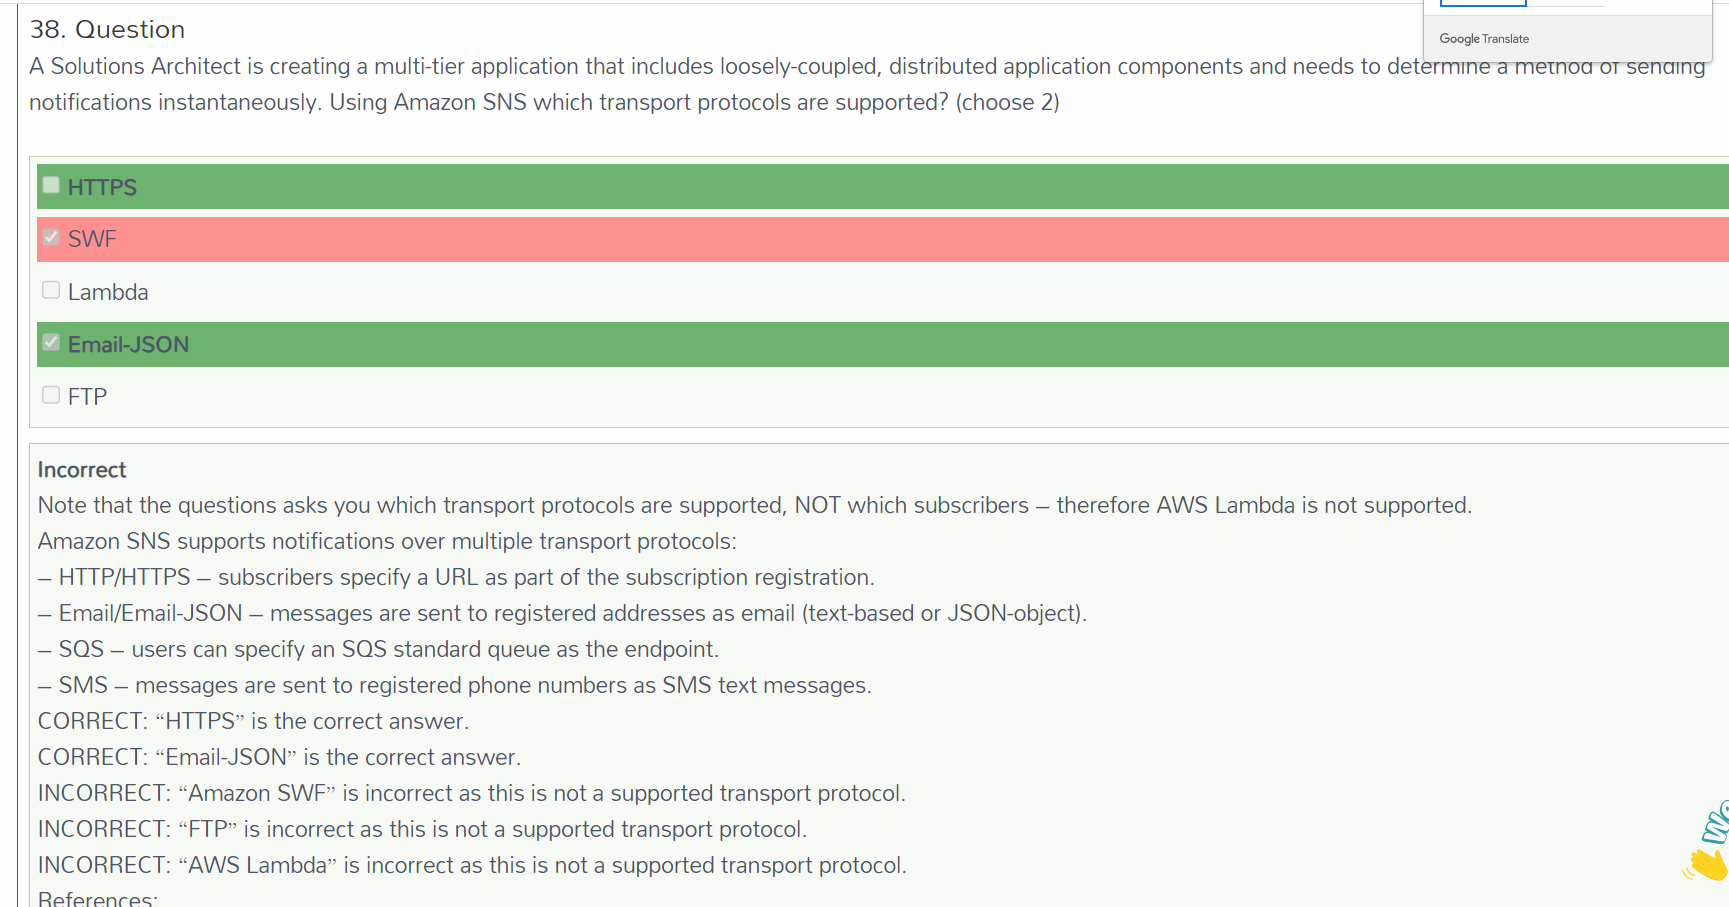 Google Translate
38. Question
A Solutions Architect is creating a multi-tier application that includes loosely-coupled, distributed application components and needs to determine a method of sending
notifications instantaneously. Using Amazon SNS which transport protocols are supported? (choose 2)
HTTPS
SWF
Lambda
Email-JSON
FTP
Incorrect
Note that the questions asks you which transport protocols are supported, NOT which subscribers – therefore AWS Lambda is not supported.
Amazon SNS supports notifications over multiple transport protocols:
– HTTP/HTTPS – subscribers specify a URL as part of the subscription registration.
– Email/Email-JSON – messages are sent to registered addresses as email (text-based or JSON-object).
– SQS – users can specify an SQS standard queue as the endpoint.
– SMS – messages are sent to registered phone numbers as SMS text messages.
CORRECT: “HTTPS” is the correct answer.
CORRECT: “Email-JSON” is the correct answer.
INCORRECT: “Amazon SWF” is incorrect as this is not a supported transport protocol.
INCORRECT: “FTP” is incorrect as this is not a supported transport protocol.
INCORRECT: “AWS Lambda” is incorrect as this is not a supported transport protocol.
References: